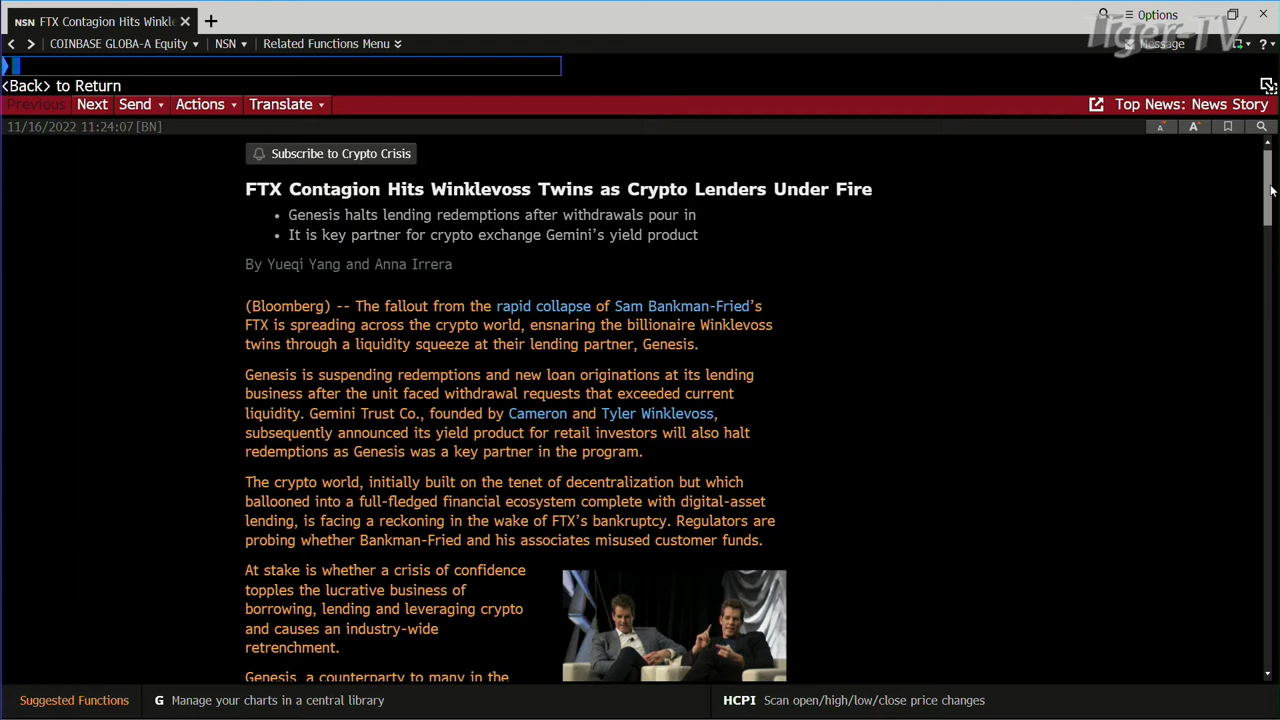 NSN FTX Contagion Hits Winkl
Options
COINBASE GLOBA-A Equity NSN Related Functions Menu Message ?
Tiger-TV
<Back> to Return
Previous Next Send Actions Translate Top News: News Story
11/16/2022 11:24:07[BN] A A
Subscribe to Crypto Crisis
FTX Contagion Hits Winklevoss Twins as Crypto Lenders Under Fire
• Genesis halts lending redemptions after withdrawals pour in
• It is key partner for crypto exchange Gemini's yield product
By Yueqi Yang and Anna Irrera
(Bloomberg) -- The fallout from the rapid collapse of Sam Bankman-Fried's
FTX is spreading across the crypto world, ensnaring the billionaire Winklevoss
twins through a liquidity squeeze at their lending partner, Genesis.
Genesis is suspending redemptions and new loan originations at its lending
business after the unit faced withdrawal requests that exceeded current
liquidity. Gemini Trust Co., founded by Cameron and Tyler Winklevoss,
subsequently announced its yield product for retail investors will also halt
redemptions as Genesis was a key partner in the program.
The crypto world, initially built on the tenet of decentralization but which
ballooned into a full-fledged financial ecosystem complete with digital-asset
lending, is facing a reckoning in the wake of FTX's bankruptcy. Regulators are
probing whether Bankman-Fried and his associates misused customer funds.
At stake is whether a crisis of confidence
topples the lucrative business of
borrowing, lending and leveraging crypto
and causes an industry-wide
retrenchment.
Genesis, a counterparty to many in the
Suggested Functions G Manage your charts in a central library HCPI Scan open/high/low/close price changes